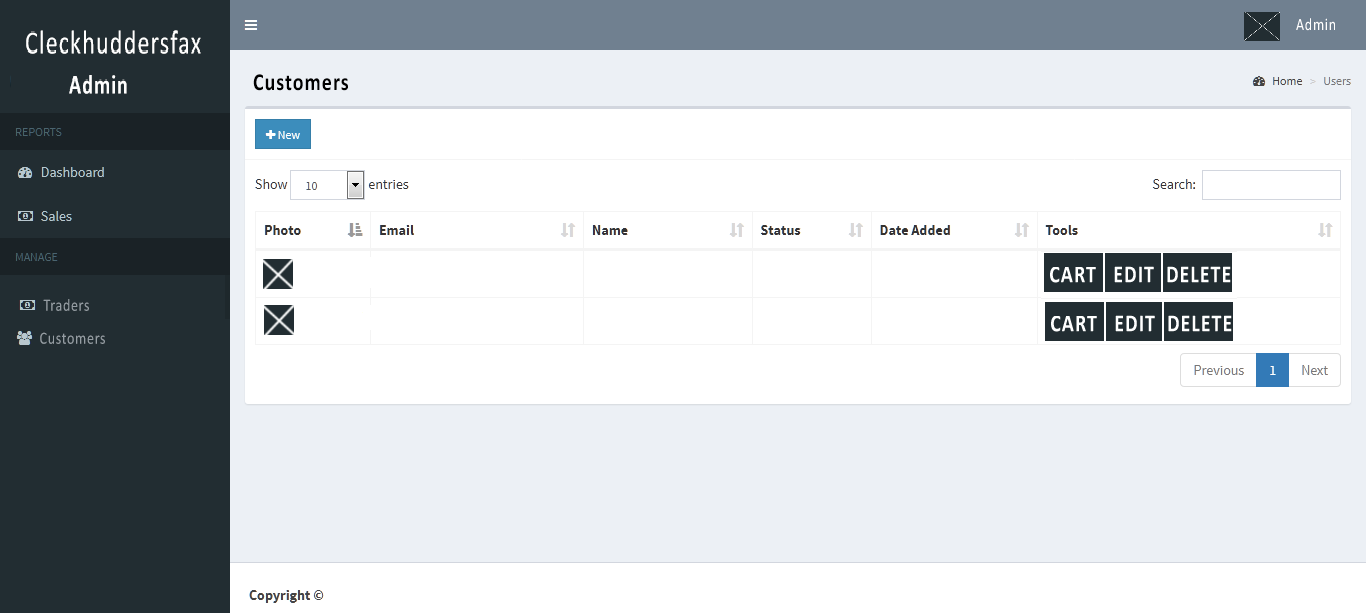 Cleckhuddersfax
Admin
REPORTS
Dashboard
Sales
MANAGE
Traders
Customers
Admin
Customers
Home > Users
New
Show 10 entries
Search:
Photo Email Name Status Date Added Tools
CART EDIT DELETE
CART EDIT DELETE
Previous 1 Next
Copyright ©